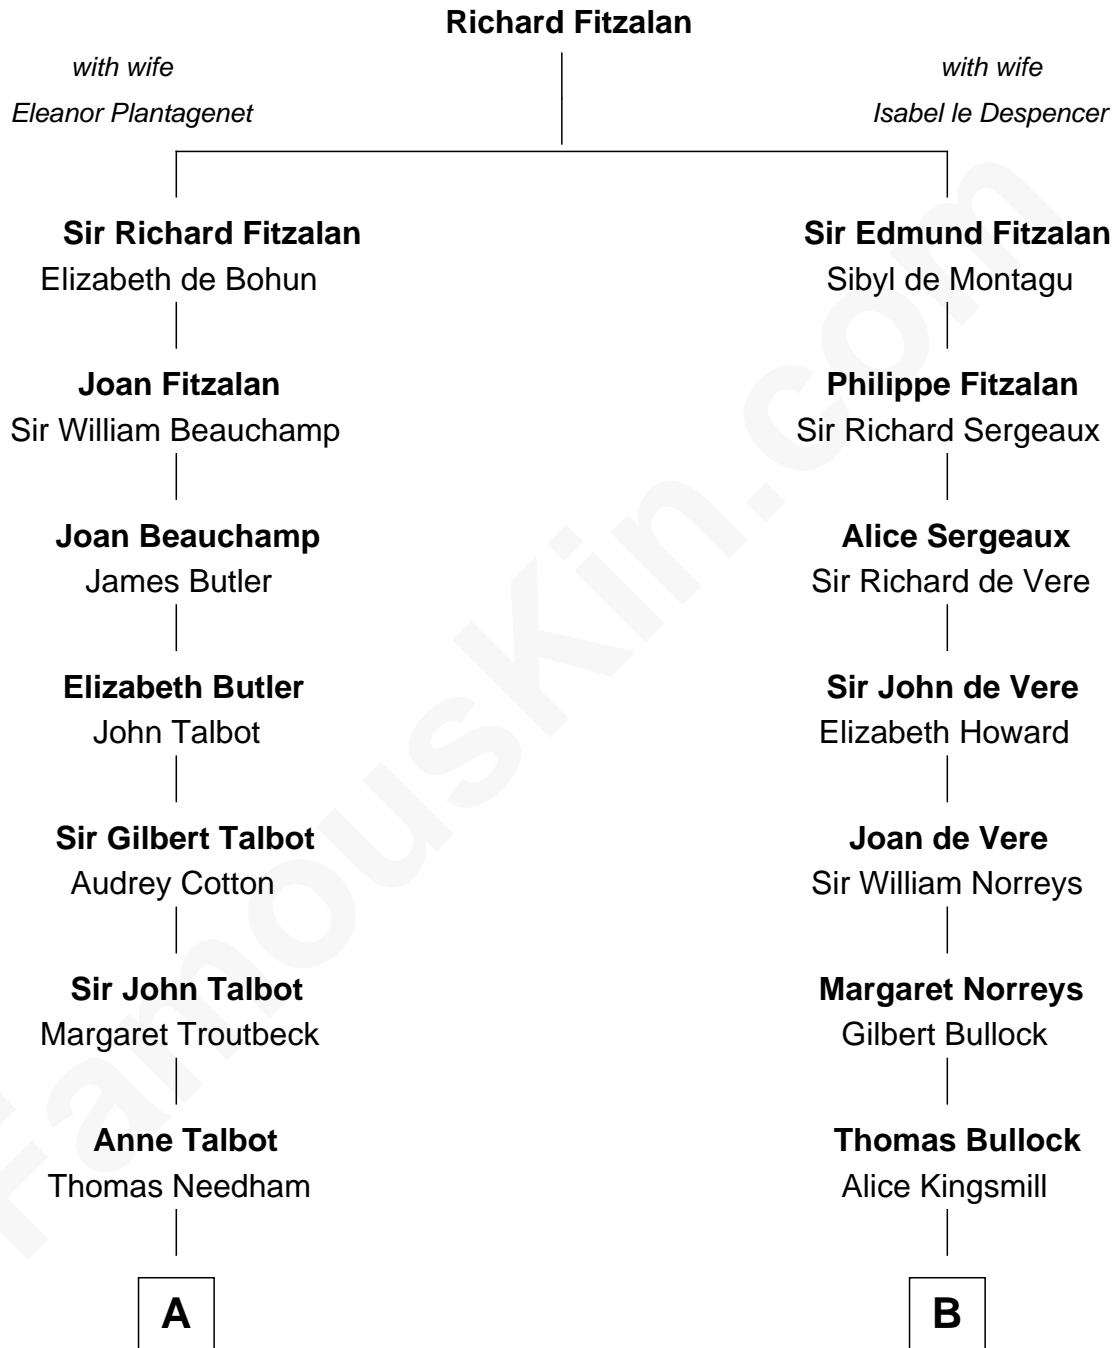 Richard Fitzalan
with wife
Eleanor Plantagenet
with wife
Isabel le Despencer
Sir Richard Fitzalan
Elizabeth de Bohun
Sir Edmund Fitzalan
Sibyl de Montagu
Joan Fitzalan
Sir William Beauchamp
Philippe Fitzalan
Sir Richard Sergeaux
Joan Beauchamp
James Butler
Alice Sergeaux
Sir Richard de Vere
Elizabeth Butler
John Talbot
Sir John de Vere
Elizabeth Howard
Sir Gilbert Talbot
Audrey Cotton
Joan de Vere
Sir William Norreys
Sir John Talbot
Margaret Troutbeck
Margaret Norreys
Gilbert Bullock
Anne Talbot
Thomas Needham
Thomas Bullock
Alice Kingsmill
A
B
FamousKin.com